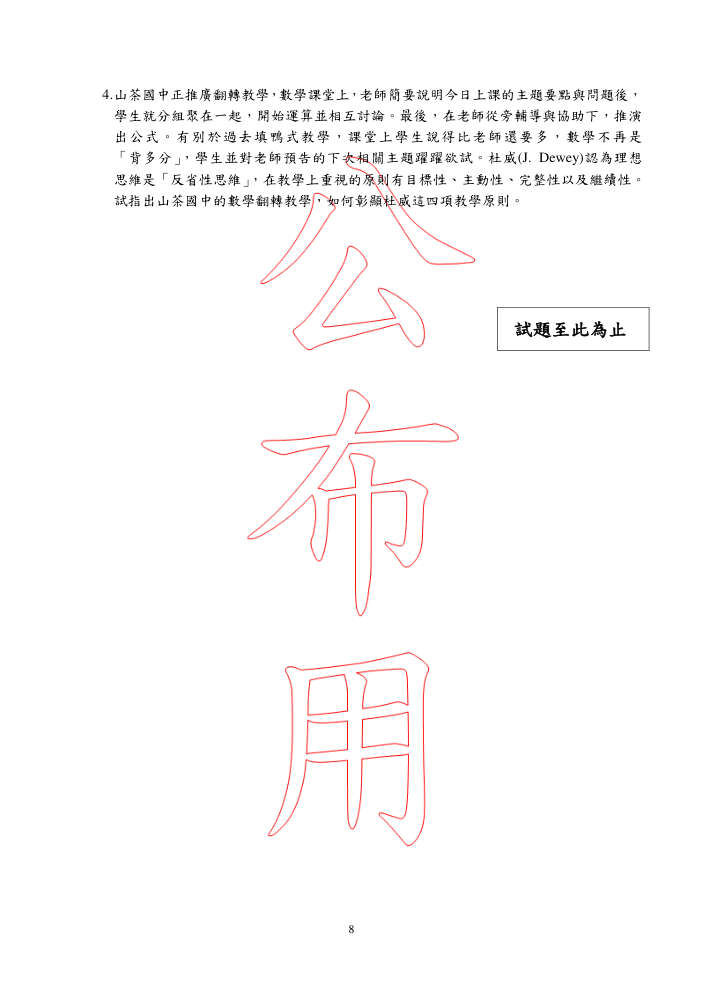 4.山茶國中正推廣翻轉教學，數學課堂上，老師簡要說明今日上課的主題要點與問題後，
學生就分組聚在一起，開始運算並相互討論。最後，在老師從旁輔導與協助下，推演
出公式。有別於過去填鴨式教學，課堂上學生說得比老師還要多，數學不再是
「背多分」，學生並對老師預告的下次相關主題躍躍欲試。杜威(J. Dewey)認為理想
思維是「反省性思維」，在教學上重視的原則有目標性、主動性、完整性以及繼續性。
試指出山茶國中的數學翻轉教學，如何彰顯杜威這四項教學原則。
試題至此為止
公
布
用
8